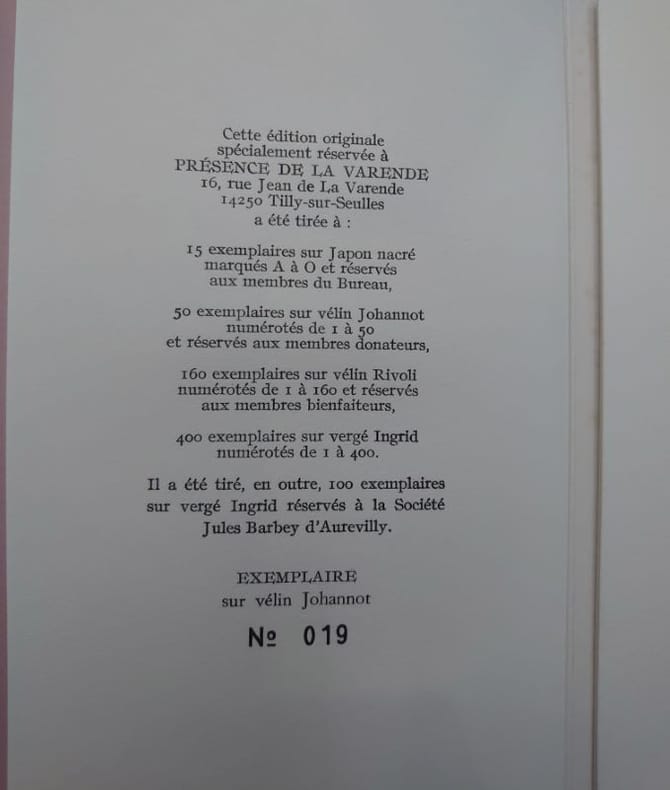 Cette édition originale
spécialement réservée à
PRÉSENCE DE LA VARENDE
16, rue Jean de La Varende
14250 Tilly-sur-Seulles
a été tirée à :
15 exemplaires sur Japon nacré
marqués A à O et réservés
aux membres du Bureau,
50 exemplaires sur vélin Johannot
numérotés de 1 à 50
et réservés aux membres donateurs,
160 exemplaires sur vélin Rivoli
numérotés de 1 à 160 et réservés
aux membres bienfaiteurs,
400 exemplaires sur vergé Ingrid
numérotés de 1 à 400.
Il a été tiré, en outre, 100 exemplaires
sur vergé Ingrid réservés à la Société
Jules Barbey d'Aurevilly.
EXEMPLAIRE
sur vélin Johannot
Nº 019